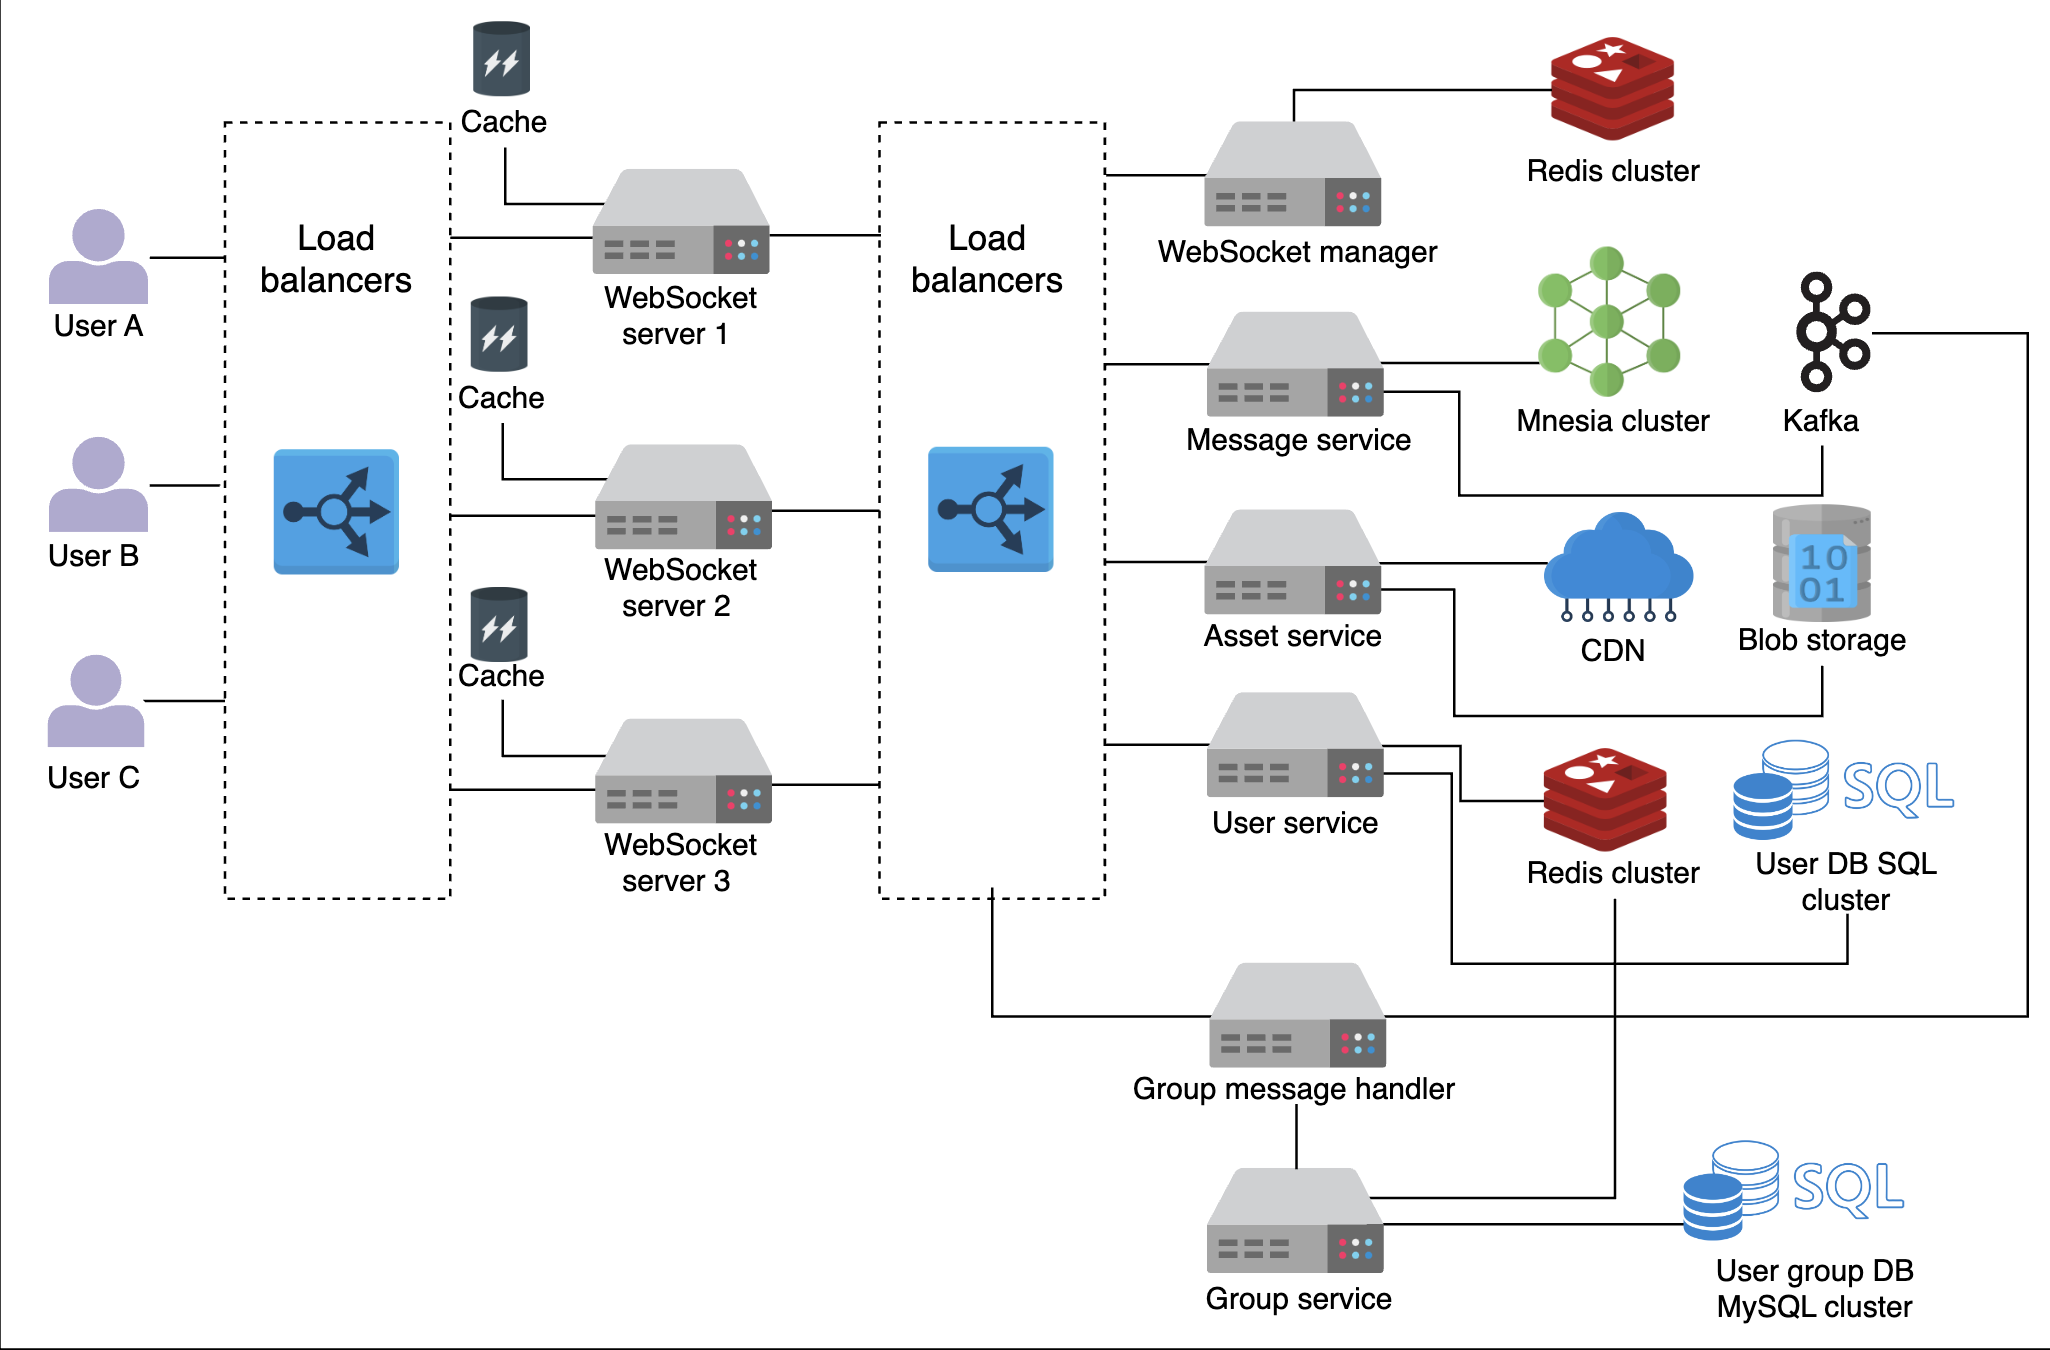 Cache
Load
balancers
User A
WebSocket
server 1
Load
balancers
WebSocket manager
Redis cluster
Cache
Message service
Mnesia cluster
Kafka
User B
WebSocket
server 2
Asset service
CDN
10
01
Blob storage
Cache
User C
WebSocket
server 3
User service
Redis cluster
SQL
User DB SQL
cluster
Group message handler
Group service
SQL
User group DB
MySQL cluster